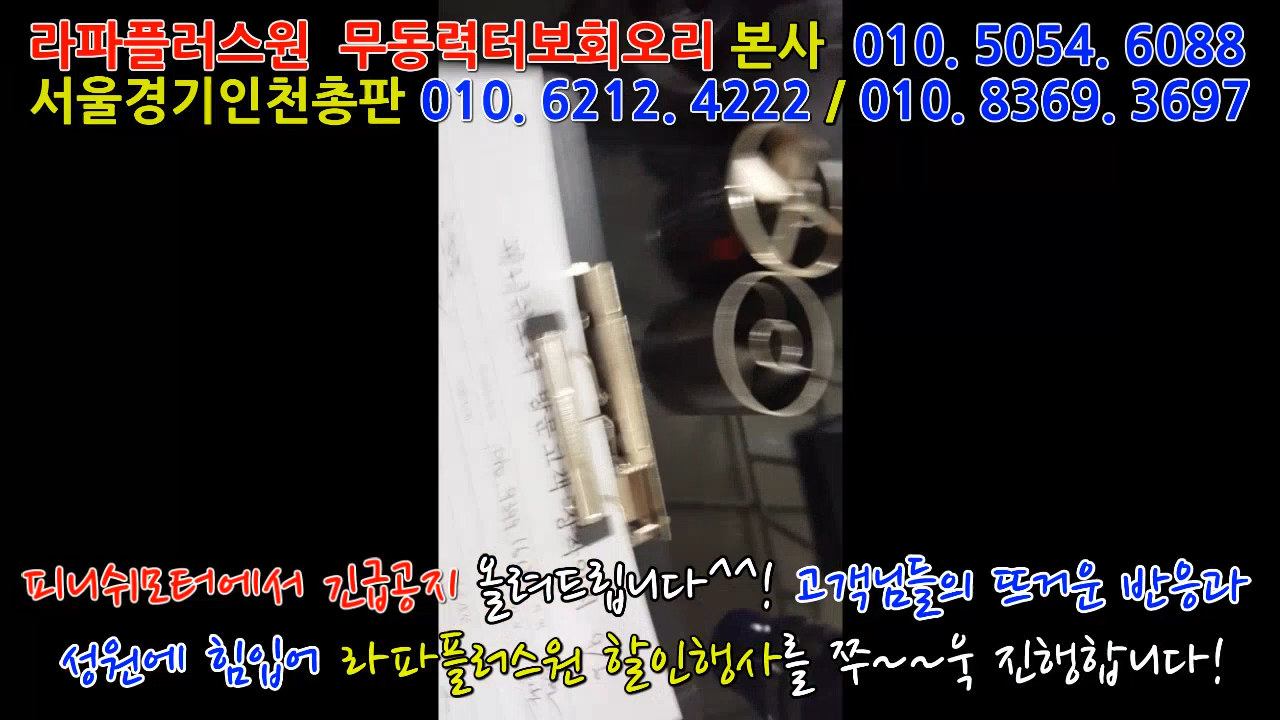 라파플러스원 무동력터보회오리 본사 010. 5054. 6088
서울경기인천총판 010. 6212. 4222 / 010. 8369. 3697
피니쉬모터에서 긴급공지 올려드립니다^^! 고객님들의 뜨거운 반응과
성원에 힘입어 라파플러스원 할인행사를 쭈~~욱 진행합니다!